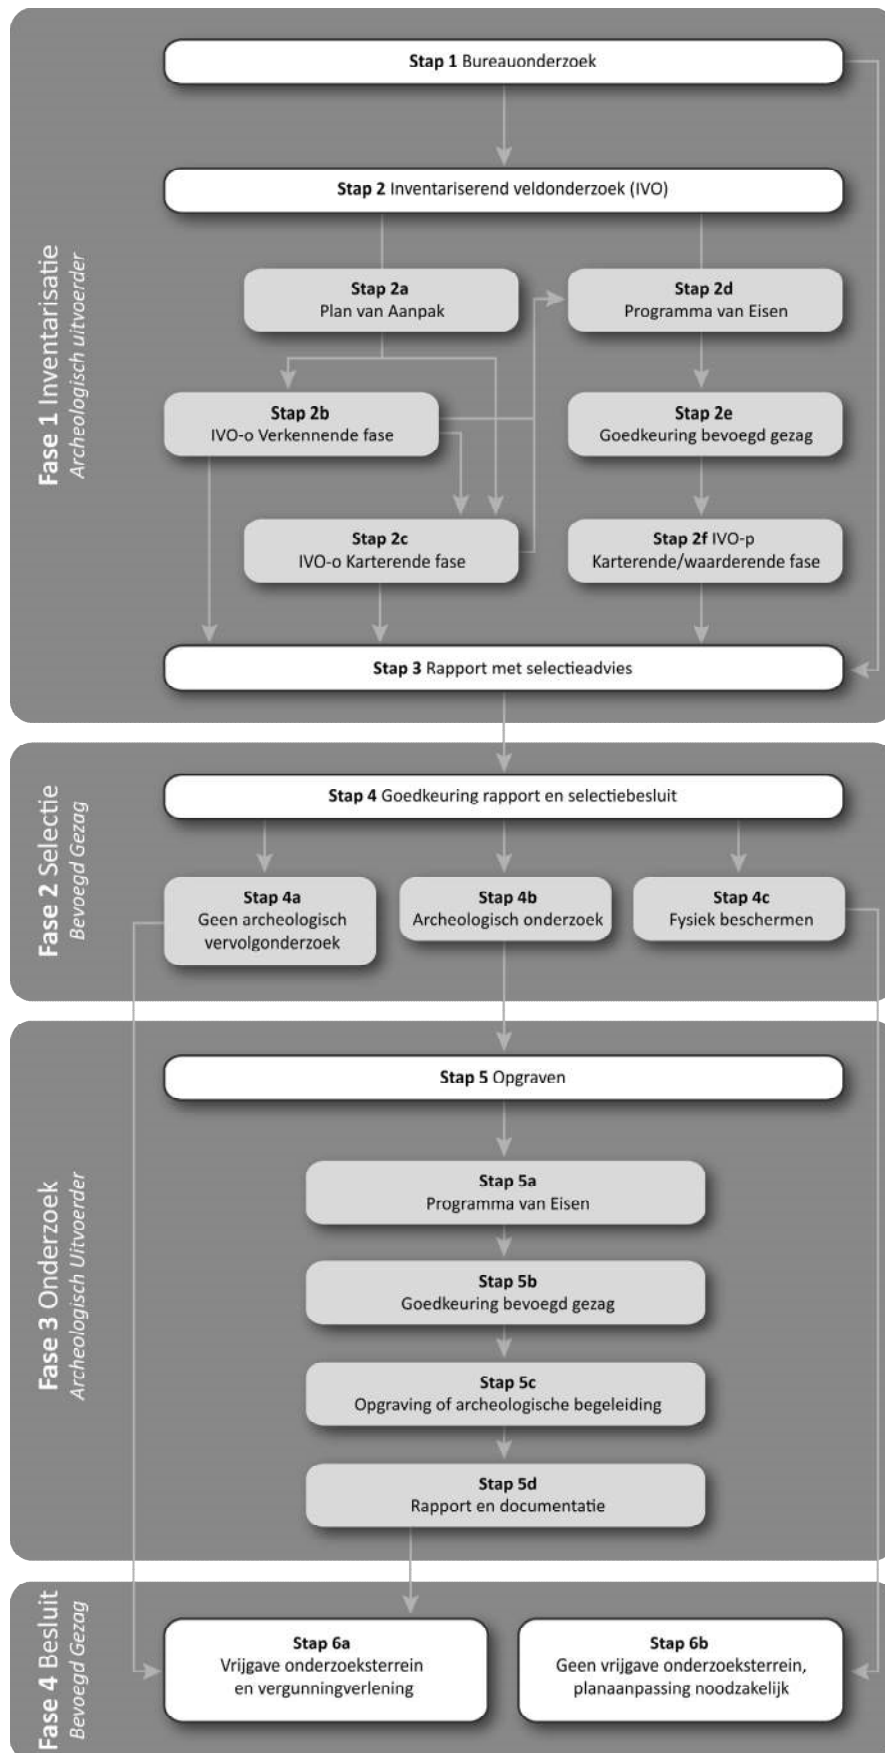 Fase 1 Inventarisatie
Archeologisch uitvoerder
Stap 1 Bureauonderzoek
Stap 2 Inventariserend veldonderzoek (IVO)
Stap 2a
Plan van Aanpak
Stap 2d
Programma van Eisen
Stap 2b
IVO-o Verkennende fase
Stap 2e
Goedkeuring bevoegd gezag
Stap 2c
IVO-o Karterende fase
Stap 2f IVO-p
Karterende/waarderende fase
Stap 3 Rapport met selectieadvies
Fase 2 Selectie
Bevoegd Gezag
Stap 4 Goedkeuring rapport en selectiebesluit
Stap 4a
Geen archeologisch
vervolgonderzoek
Stap 4b
Archeologisch onderzoek
Stap 4c
Fysiek beschermen
Fase 3 Onderzoek
Archeologisch Uitvoerder
Stap 5 Opgraven
Stap 5a
Programma van Eisen
Stap 5b
Goedkeuring bevoegd gezag
Stap 5c
Opgraving of archeologische begeleiding
Stap 5d
Rapport en documentatie
Fase 4 Besluit
Bevoegd Gezag
Stap 6a
Vrijgave onderzoeksterrein
en vergunningverlening
Stap 6b
Geen vrijgave onderzoeksterrein,
planaanpassing noodzakelijk